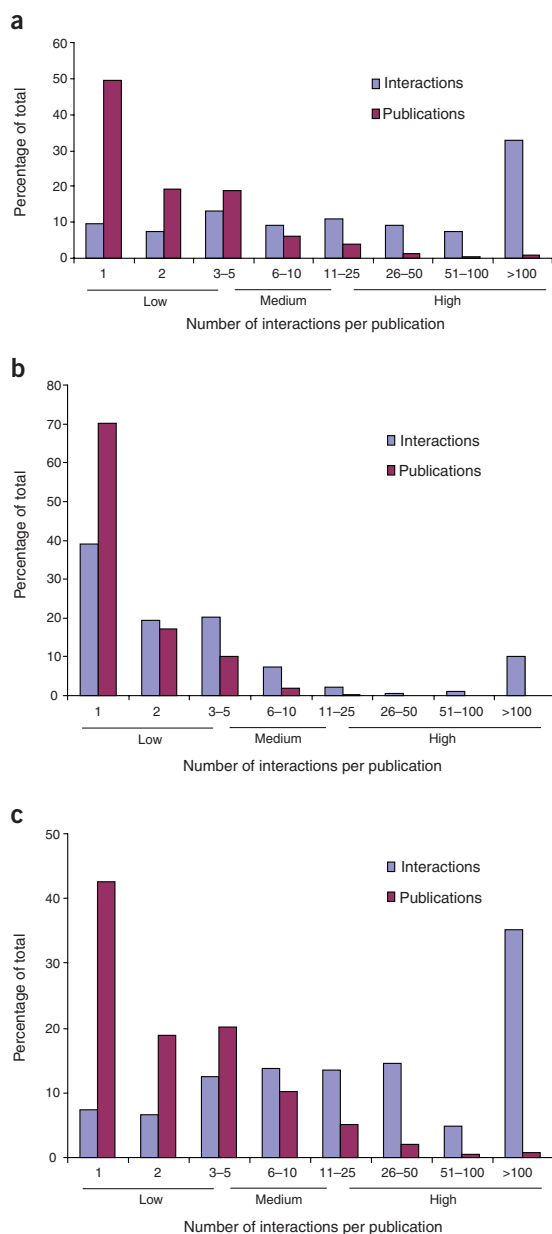 a
60
50
40
30
20
10
0
Percentage of total
Interactions
Publications
1 2 3–5 6–10 11–25 26–50 51–100 >100
Low Medium High
Number of interactions per publication
b
80
70
60
50
40
30
20
10
0
Percentage of total
Interactions
Publications
1 2 3–5 6–10 11–25 26–50 51–100 >100
Low Medium High
Number of interactions per publication
c
50
40
30
20
10
0
Percentage of total
Interactions
Publications
1 2 3–5 6–10 11–25 26–50 51–100 >100
Low Medium High
Number of interactions per publication